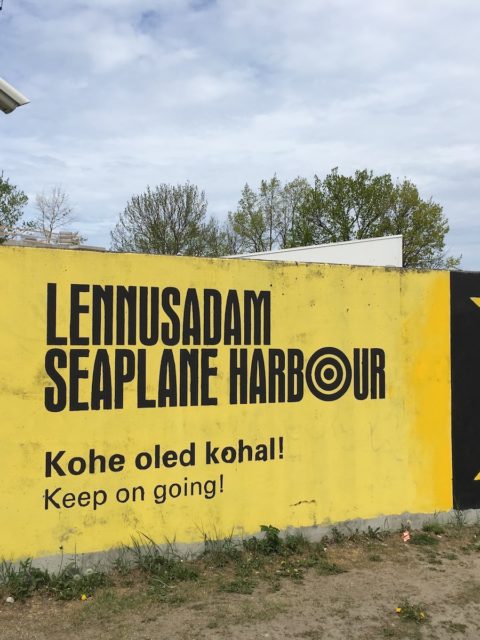 LENNUSADAM
SEAPLANE HARBOUR
Kohe oled kohal!
Keep on going!